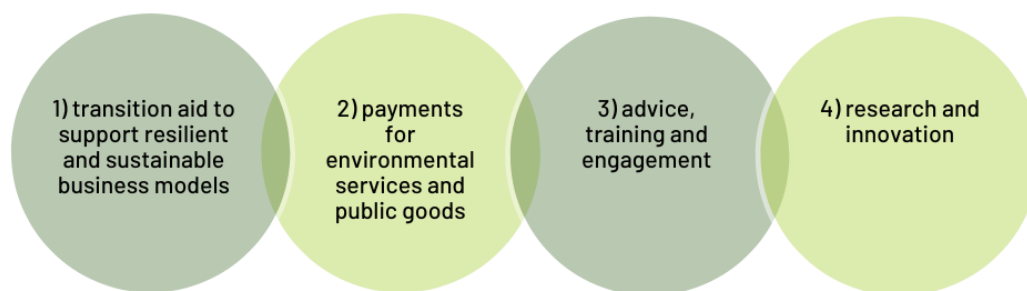 1) transition aid to
support resilient
and sustainable
business models
2) payments
for
environmental
services and
public goods
3) advice,
training and
engagement
4) research and
innovation